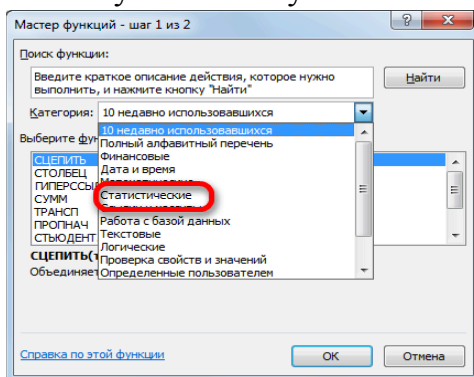 Мастер функций - шаг 1 из 2
Поиск функции:
Введите краткое описание действия, которое нужно
выполнить, и нажмите кнопку "Найти"
Найти
Категория: 10 недавно использовавшихся
10 недавно использовавшихся
Полный алфавитный перечень
Финансовые
Дата и время
Статистические
Работа с базой данных
Текстовые
Логические
Проверка свойств и значений
Определенные пользователем
Выберите фун
СЦЕПИТЬ
СТОЛБЕЦ
ГИПЕРССЫ
СУММ
ТРАНСП
ПРОПНАЧ
СТЬЮДЕНТ
СЦЕПИТЬ(т
Объединяет
Справка по этой функции
ОК
Отмена